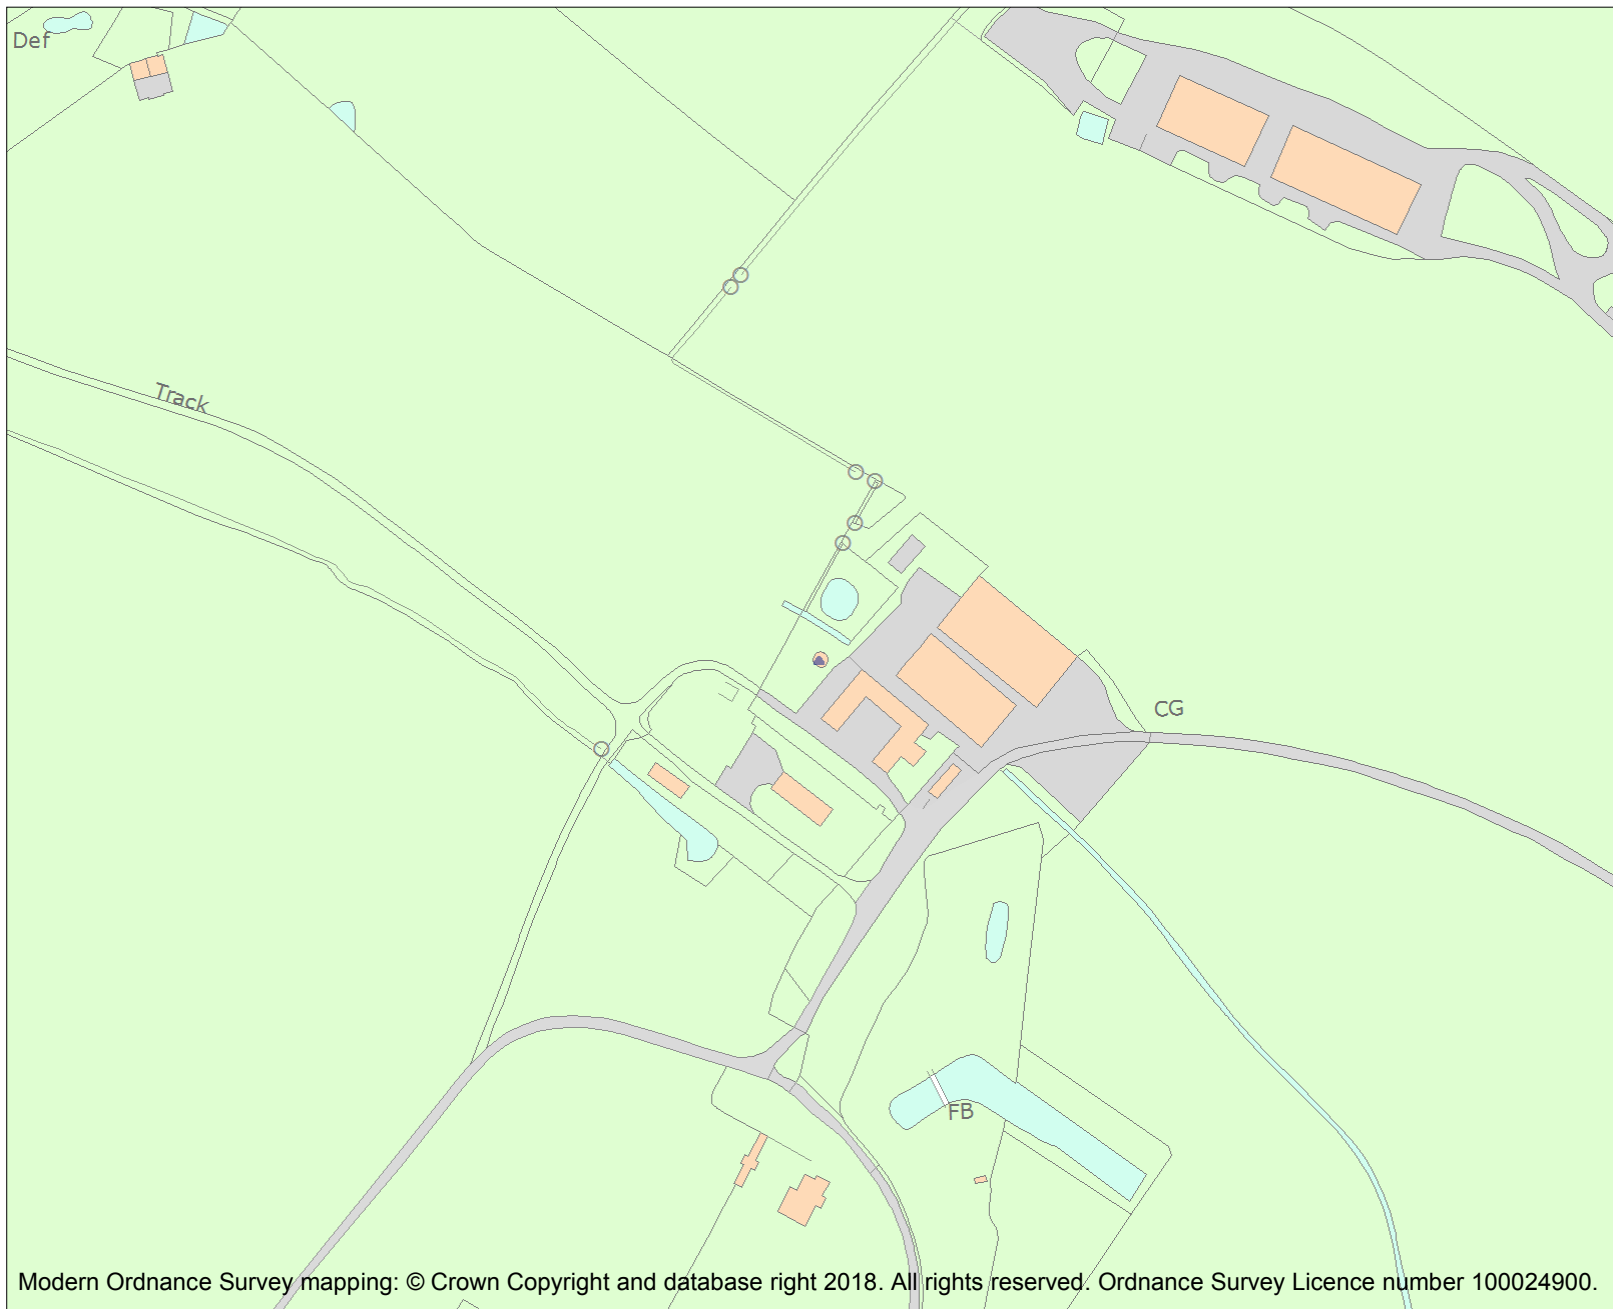 Def
Track
CG
FB
Modern Ordnance Survey mapping: © Crown Copyright and database right 2018. All rights reserved. Ordnance Survey Licence number 100024900.